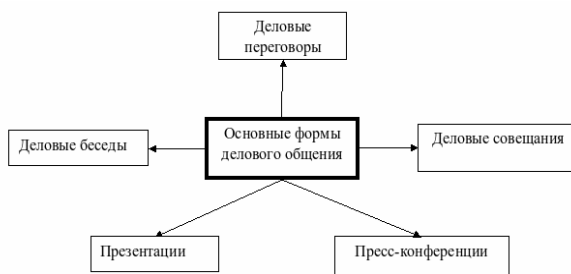 Деловые
переговоры
Основные формы
делового общения
Деловые беседы
Деловые совещания
Презентации
Пресс-конференции